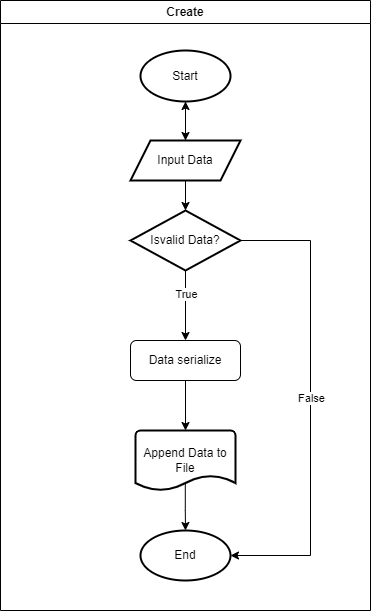 Create
Start
Input Data
Isvalid Data?
True
Data serialize
False
Append Data to
File
End